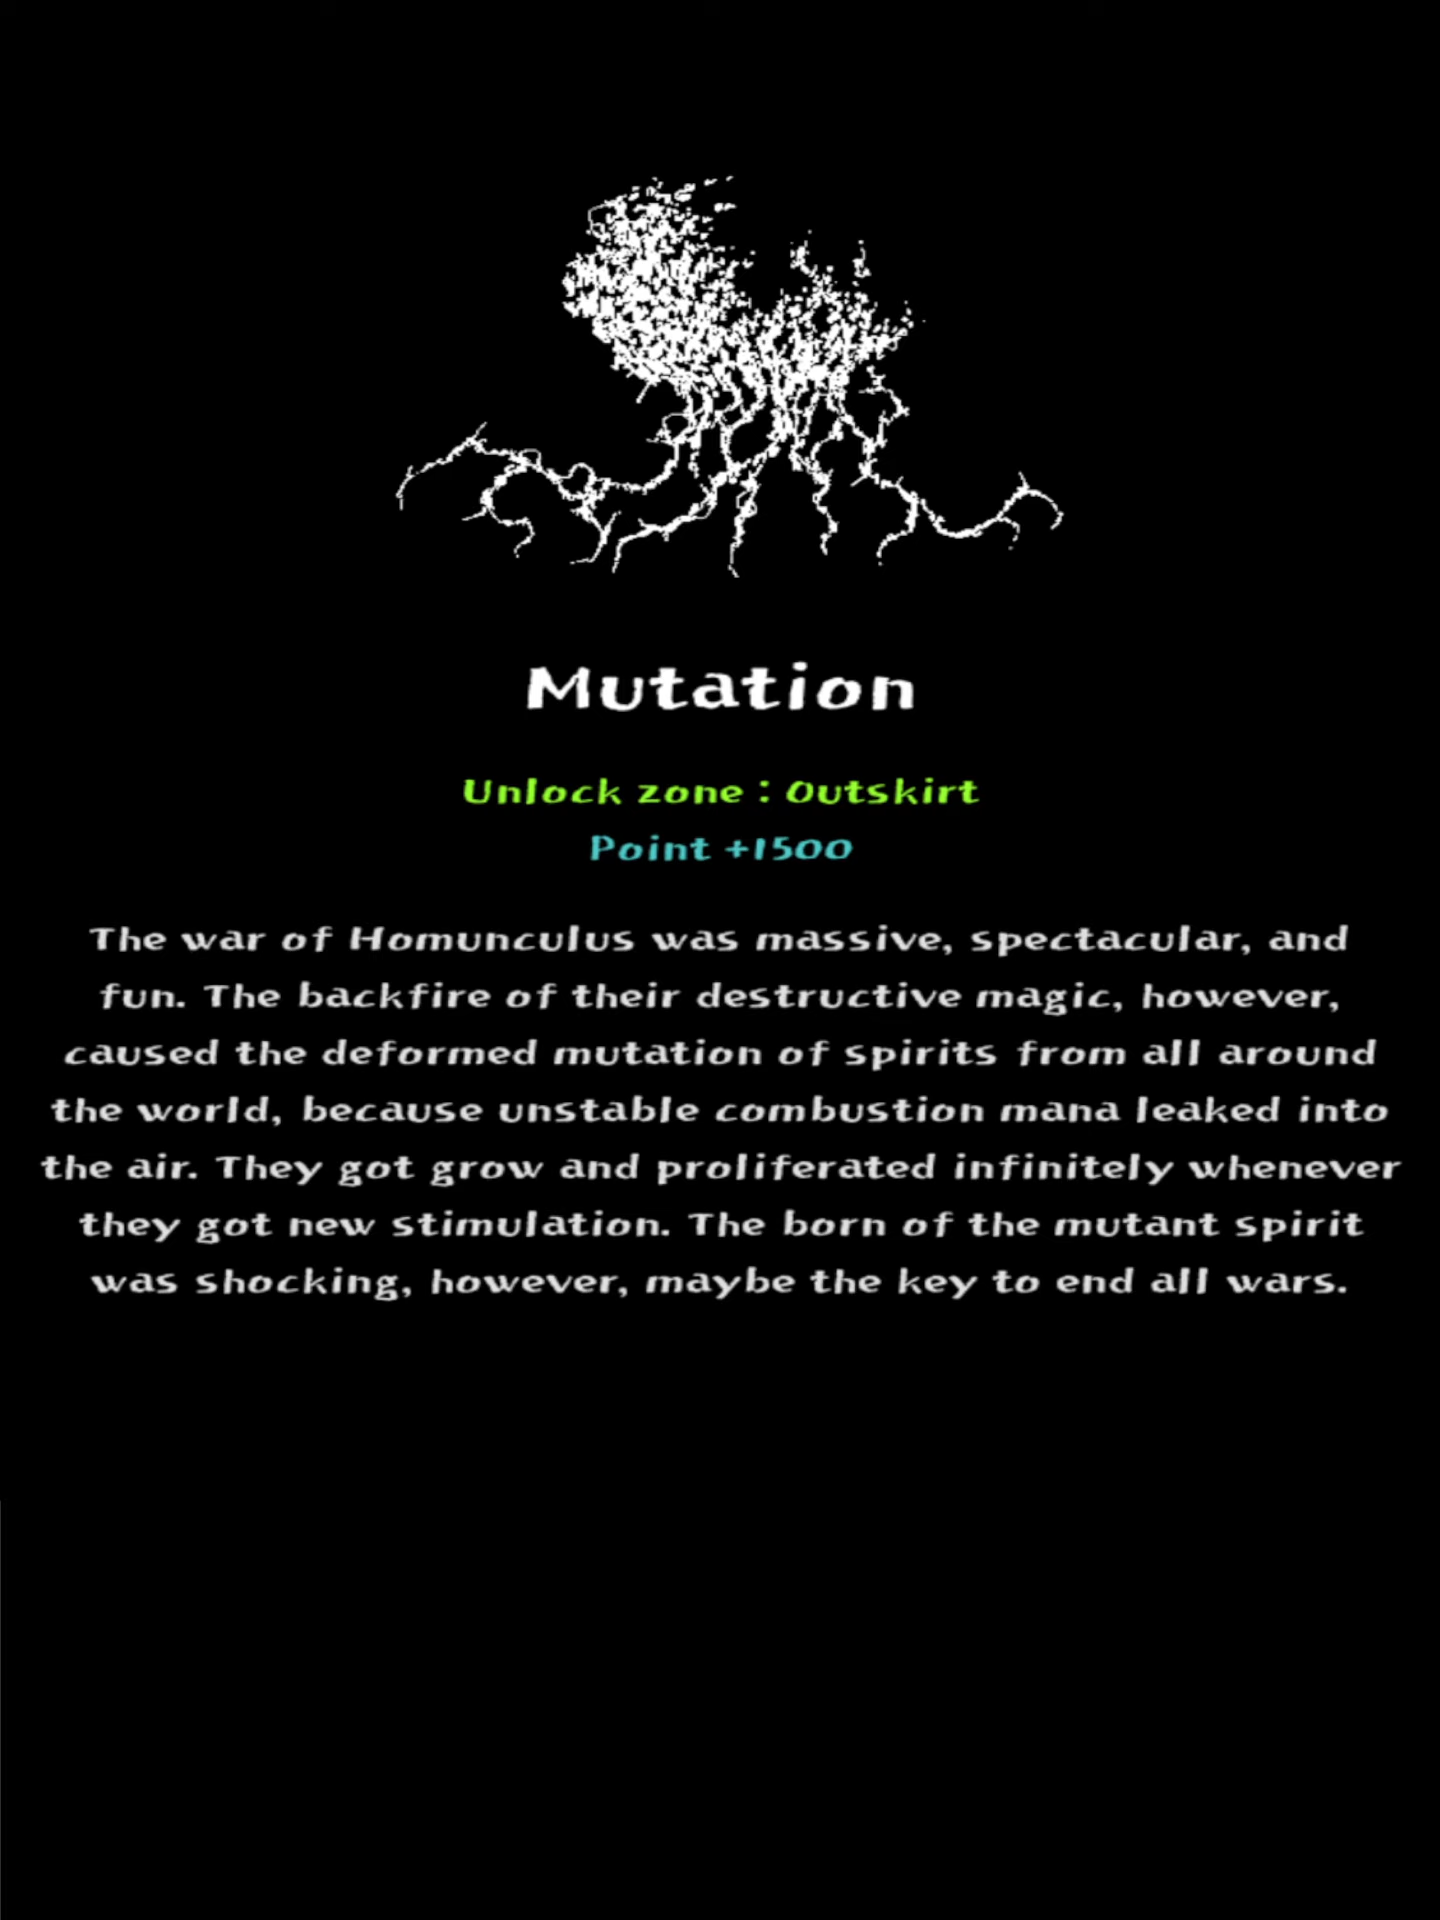 Mutation
Unlock zone : Outskirt
Point +1500
The war of Homunculus was massive, spectacular, and
fun. The backfire of their destructive magic, however,
caused the deformed mutation of spirits from all around
the world, because unstable combustion mana leaked into
the air. They got grow and proliferated infinitely whenever
they got new stimulation. The born of the mutant spirit
was shocking, however, maybe the key to end all wars.